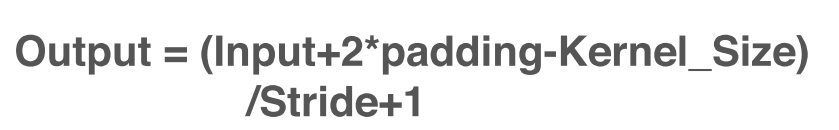 Output = (Input+2*padding-Kernel_Size)
/Stride+1